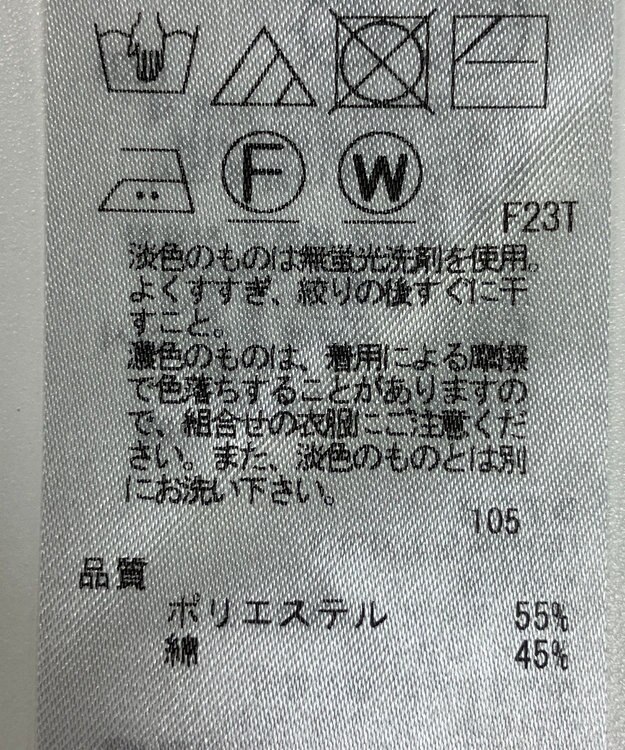 F
W
F23T
淡色のものは無蛍光洗剤を使用。
よくすすぎ、絞りの後すぐに干
すこと。
濃色のものは、着用による摩擦
で色落ちすることがありますの
で、組合せの衣服にご注意くだ
さい。また、淡色のものとは別
にお洗い下さい。
105
品質
ポリエステル 55%
綿 45%